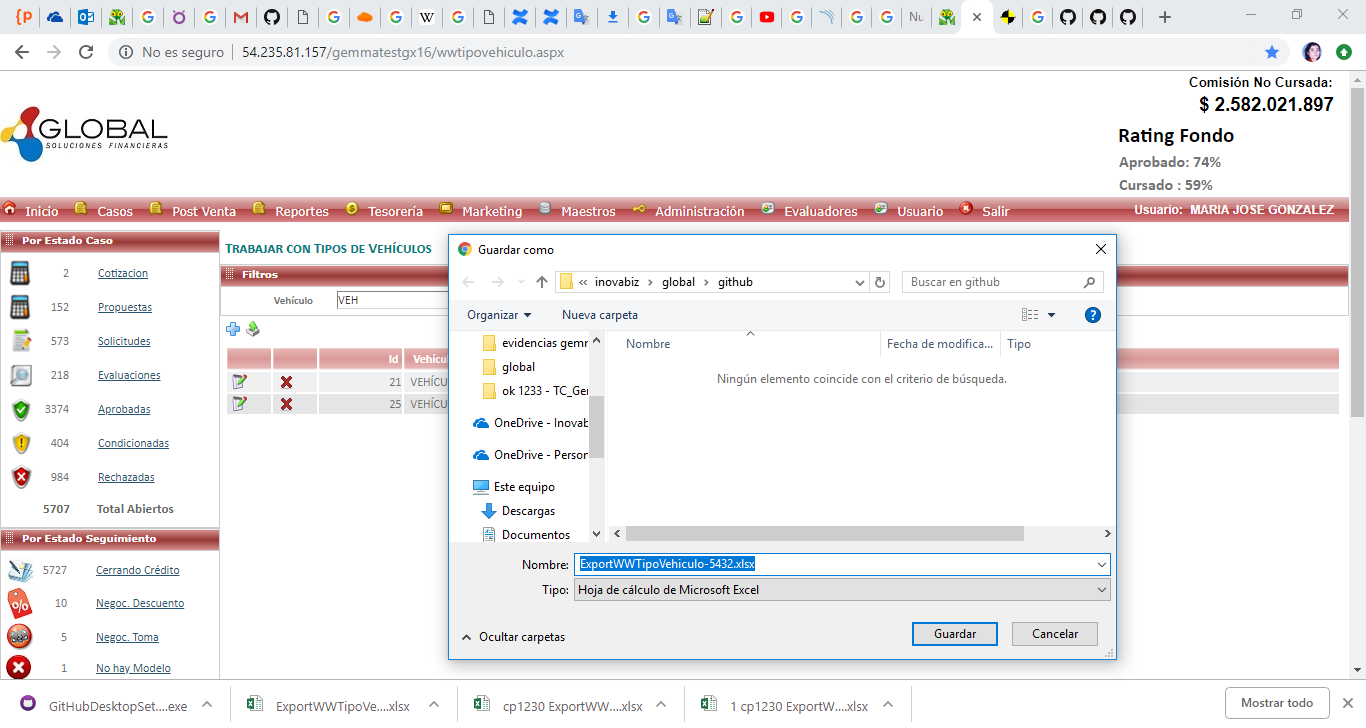 Nu
No es seguro
54.235.81.157/gemmatestgx16/wwtipovehiculo.aspx
Comisión No Cursada:
$ 2.582.021.897
GLOBAL
SOLUCIONES FINANCIERAS
Rating Fondo
Aprobado: 74%
Cursado : 59%
Inicio Casos Post Venta Reportes Tesorería Marketing Maestros Administración Evaluadores Usuario Salir
Usuario: MARIA JOSE GONZALEZ
Por Estado Caso
2 Cotizacion
152 Propuestas
573 Solicitudes
218 Evaluaciones
3374 Aprobadas
404 Condicionadas
984 Rechazadas
5707 Total Abiertos
Por Estado Seguimiento
5727 Cerrando Crédito
10 Negoc. Descuento
5 Negoc. Toma
1 No hay Modelo
TRABAJAR CON TIPOS DE VEHÍCULOS
Filtros
Vehículo VEH
Id Vehícu
21 VEHÍCU
25 VEHÍCU
Guardar como
« inovabiz > global > github
Buscar en github
Organizar Nueva carpeta
evidencias gemr
global
ok 1233 - TC_Ger
OneDrive - Inovab
OneDrive - Person
Este equipo
Descargas
Documentos
Nombre Fecha de modifica... Tipo
Ningún elemento coincide con el criterio de búsqueda.
Nombre: ExportWWTipoVehiculo-5432.xlsx
Tipo: Hoja de cálculo de Microsoft Excel
Ocultar carpetas
Guardar Cancelar
GitHubDesktopSet....exe
ExportWWTipoVe....xlsx
cp1230 ExportWW....xlsx
1 cp1230 ExportW....xlsx
Mostrar todo